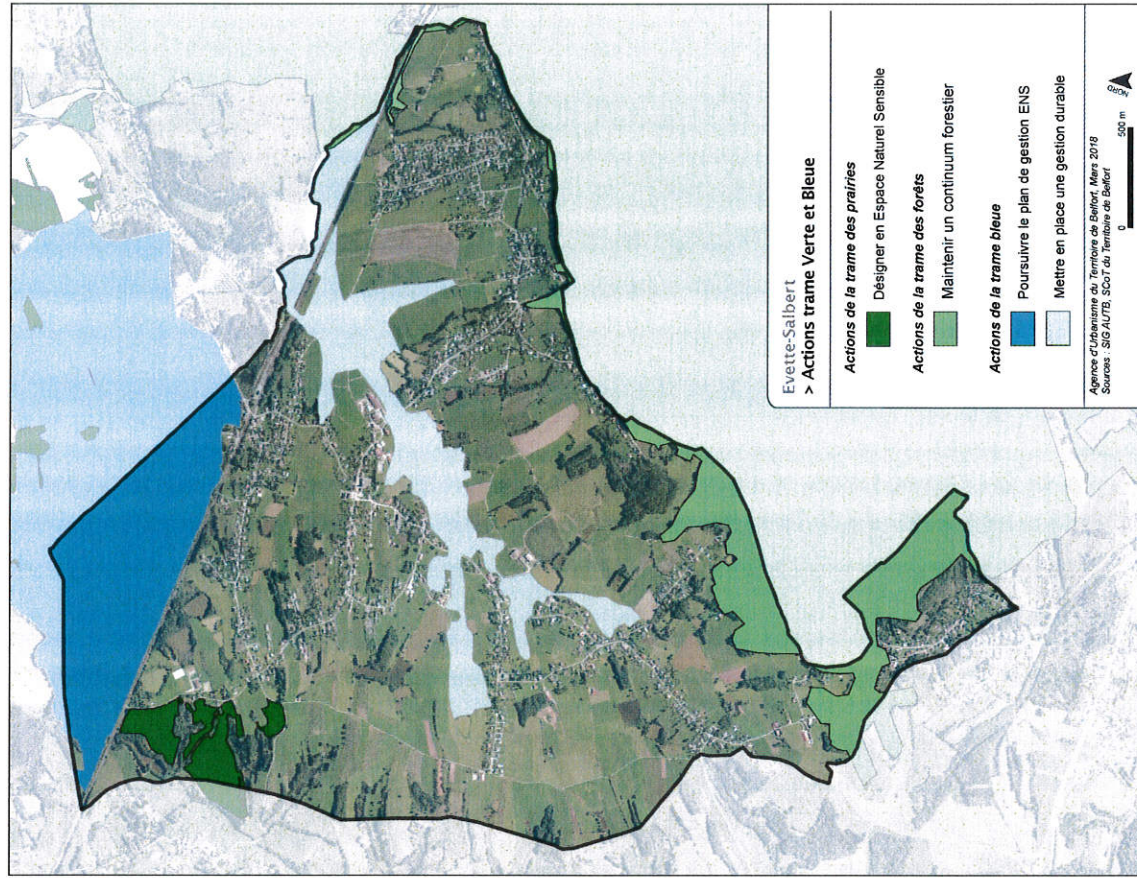 Evette-Salbert
> Actions trame Verte et Bleue
Actions de la trame des prairies
Désigner en Espace Naturel Sensible
Actions de la trame des forêts
Maintenir un continuum forestier
Actions de la trame bleue
Poursuivre le plan de gestion ENS
Mettre en place une gestion durable
Agence d'Urbanisme du Territoire de Belfort, Mars 2018
Sources : SIG AUTB, SCoT du Territoire de Belfort
0 500 m
NORD